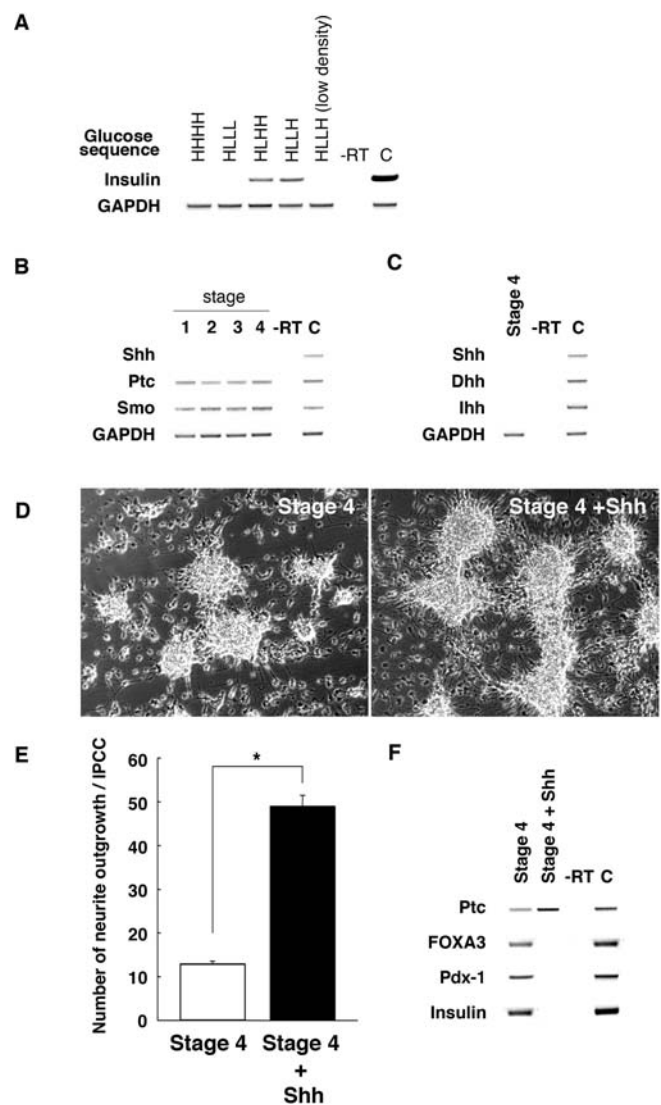 A
Glucose sequence
HHHH
HLLL
HLHH
HLLH
HLLH (low density)
-RT C
Insulin
GAPDH
B
stage
1 2 3 4 -RT C
Shh
Ptc
Smo
GAPDH
C
Stage 4
-RT C
Shh
Dhh
Ihh
GAPDH
D
Stage 4
Stage 4 +Shh
E
Number of neurite outgrowth / IPCC
60
50
40
30
20
10
0
*
Stage 4
Stage 4
+
Shh
F
Stage 4
Stage 4 + Shh
-RT C
Ptc
FOXA3
Pdx-1
Insulin